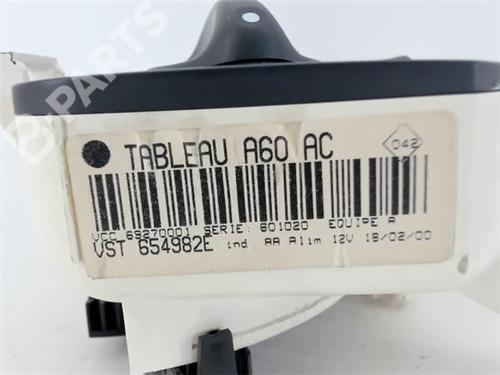 B-PARTS
TABLEAU A60 AC
042
VCC 69270001 SERIE: 601020 EQUIPE A
VST 654982E ind AA Alim 12V 18/02/00
B-PARTS